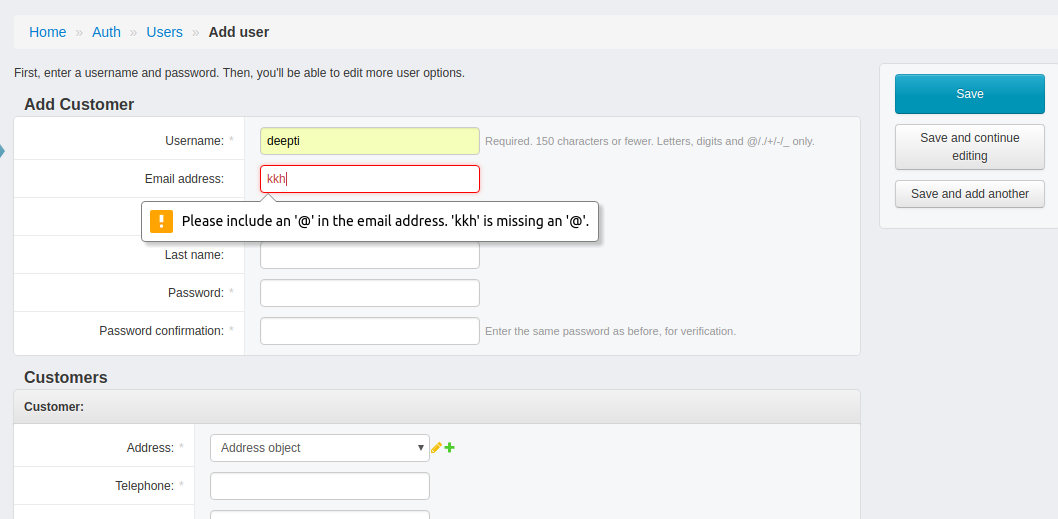 Home » Auth » Users » Add user
First, enter a username and password. Then, you'll be able to edit more user options.
Save
Save and continue
editing
Save and add another
Add Customer
Username: * deepti Required. 150 characters or fewer. Letters, digits and @/./+/-/_ only.
Email address: kkh
Please include an '@' in the email address. 'kkh' is missing an '@'.
Last name:
Password: *
Password confirmation: * Enter the same password as before, for verification.
Customers
Customer:
Address: * Address object
Telephone: *